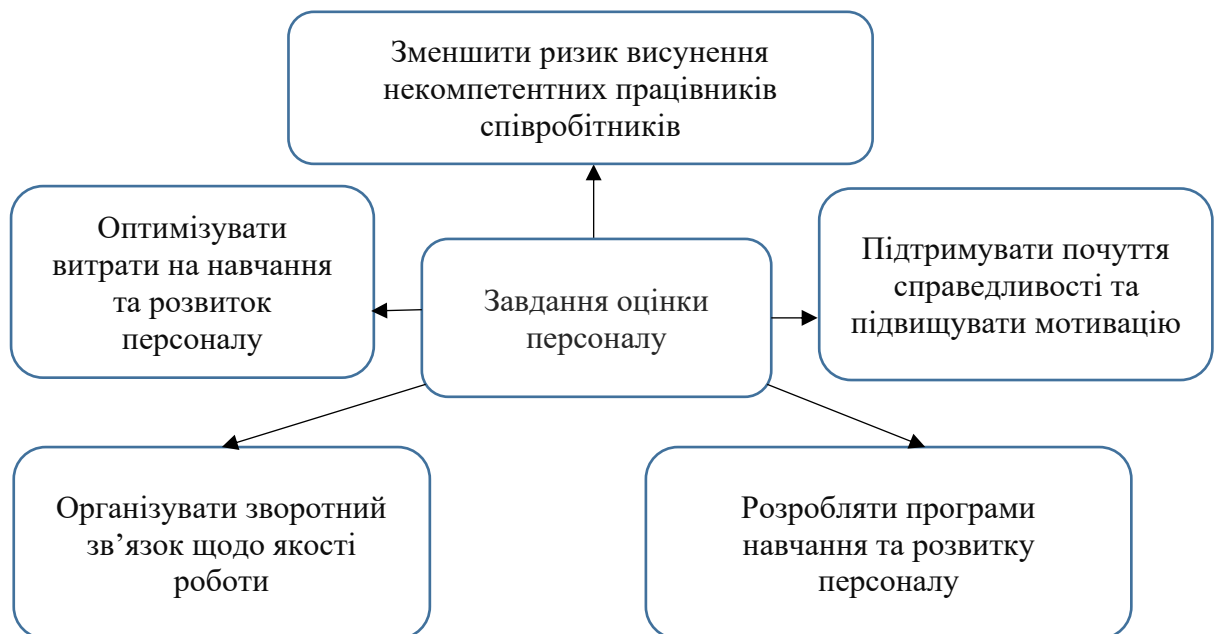 Зменшити ризик висунення
некомпетентних працівників
співробітників
Оптимізувати
витрати на навчання
та розвиток
персоналу
Завдання оцінки
персоналу
Підтримувати почуття
справедливості та
підвищувати мотивацію
Організувати зворотний
зв’язок щодо якості
роботи
Розробляти програми
навчання та розвитку
персоналу